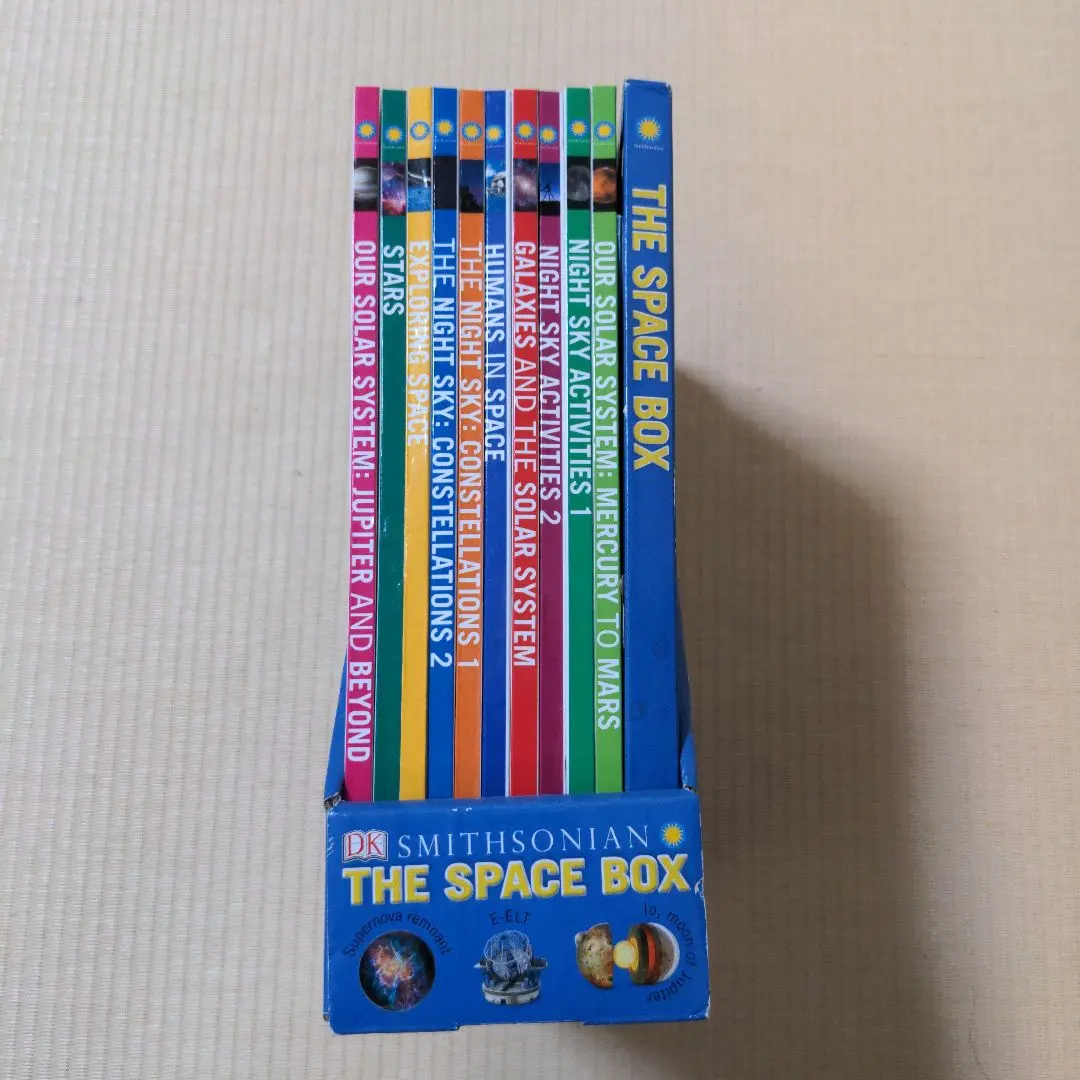 OUR SOLAR SYSTEM: JUPITER AND BEYOND
STARS
EXPLORING SPACE
THE NIGHT SKY: CONSTELLATIONS 2
THE NIGHT SKY: CONSTELLATIONS 1
HUMANS IN SPACE
GALAXIES AND THE SOLAR SYSTEM
NIGHT SKY ACTIVITIES 2
NIGHT SKY ACTIVITIES 1
OUR SOLAR SYSTEM: MERCURY TO MARS
THE SPACE BOX
DK SMITHSONIAN
THE SPACE BOX
Supernova remnant
E-ELT
Io, moon of Jupiter